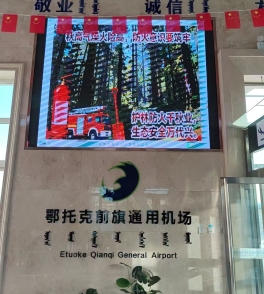 敬业 诚信
秋高气爽火险高，防火意识要筑牢
护林防火千秋业，
生态安全万代兴。
鄂托克前旗通用机场
Etuoke Qianqi General Airport